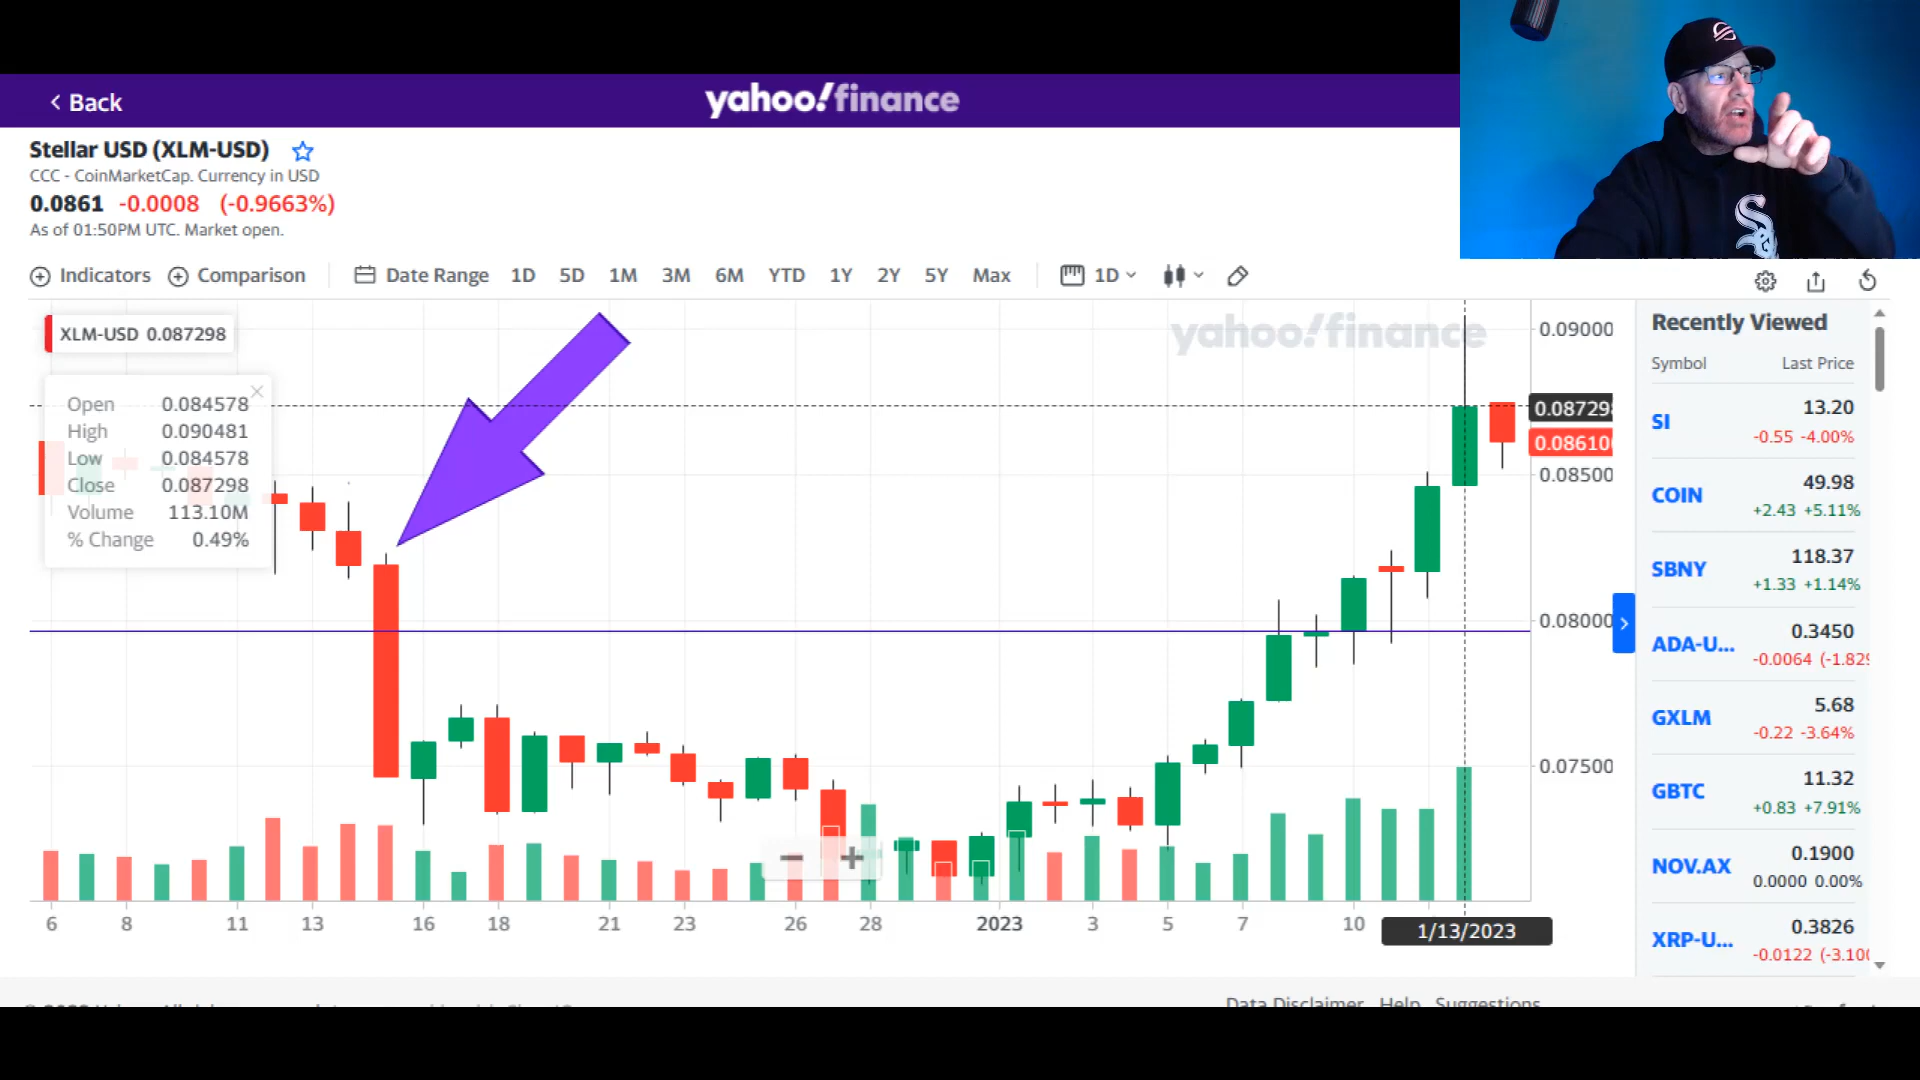 Back
yahoo!finance
Stellar USD (XLM-USD)
CCC - CoinMarketCap. Currency in USD
0.0861 -0.0008 (-0.9663%)
As of 01:50PM UTC. Market open.
Indicators Comparison Date Range 1D 5D 1M 3M 6M YTD 1Y 2Y 5Y Max 1D
XLM-USD 0.087298
yahoo!finance
Open 0.084578
High 0.090481
Low 0.084578
Close 0.087298
Volume 113.10M
% Change 0.49%
0.09000
0.08729
0.08610
0.08500
0.08000
0.07500
6 8 11 13 16 18 21 23 26 28 2023 3 5 7 10 1/13/2023
Recently Viewed
Symbol Last Price
SI 13.20
-0.55 -4.00%
COIN 49.98
+2.43 +5.11%
SBNY 118.37
+1.33 +1.14%
ADA-U... 0.3450
-0.0064 (-1.829
GXLM 5.68
-0.22 -3.64%
GBTC 11.32
+0.83 +7.91%
NOV.AX 0.1900
0.0000 0.00%
XRP-U... 0.3826
-0.0122 (-3.100
Data Disclaimer Help Suggestions